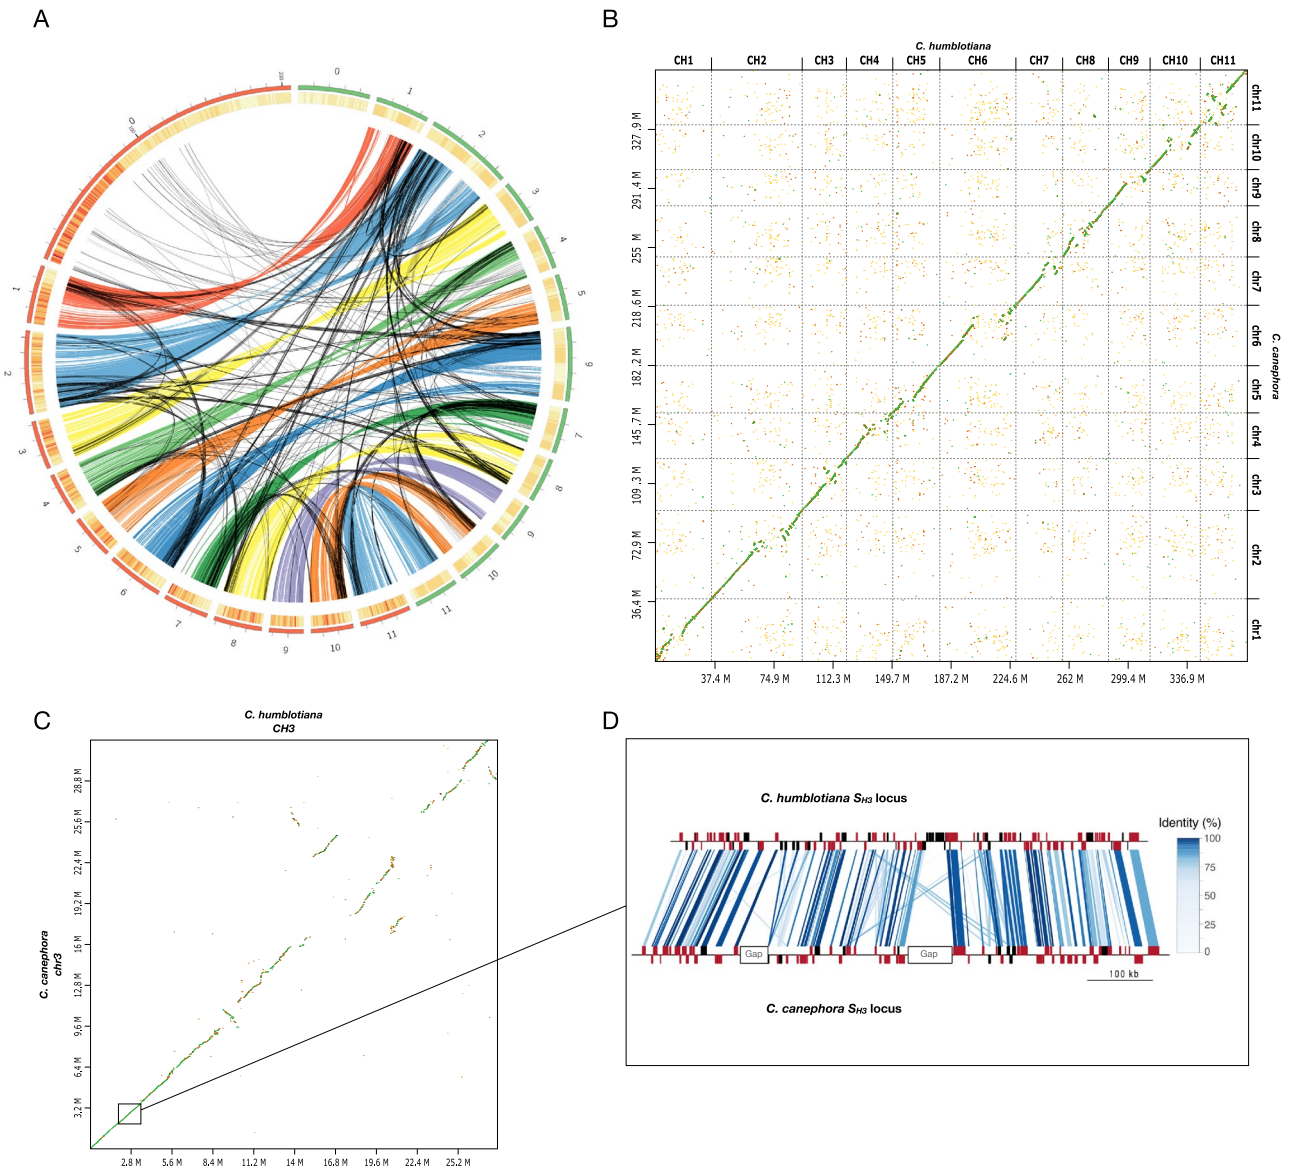 A
0
1
2
3
4
5
6
7
8
9
10
11
11
10
9
8
7
6
5
4
3
2
1
0
B
C. humblotiana
CH1 CH2 CH3 CH4 CH5 CH6 CH7 CH8 CH9 CH10 CH11
327.9 M
291.4 M
255 M
218.6 M
182.2 M
145.7 M
109.3 M
72.9 M
36.4 M
chr11
chr10
chr9
chr8
chr7
chr6
chr5
chr4
chr3
chr2
chr1
C. canephora
37.4 M 74.9 M 112.3 M 149.7 M 187.2 M 224.6 M 262 M 299.4 M 336.9 M
C
C. humblotiana
CH3
28.8 M
25.6 M
22.4 M
19.2 M
16 M
12.8 M
9.6 M
6.4 M
3.2 M
C. canephora
chr3
2.8 M 5.6 M 8.4 M 11.2 M 14 M 16.8 M 19.6 M 22.4 M 25.2 M
D
C. humblotiana SH3 locus
Identity (%)
100
75
50
25
0
Gap Gap
100 kb
C. canephora SH3 locus